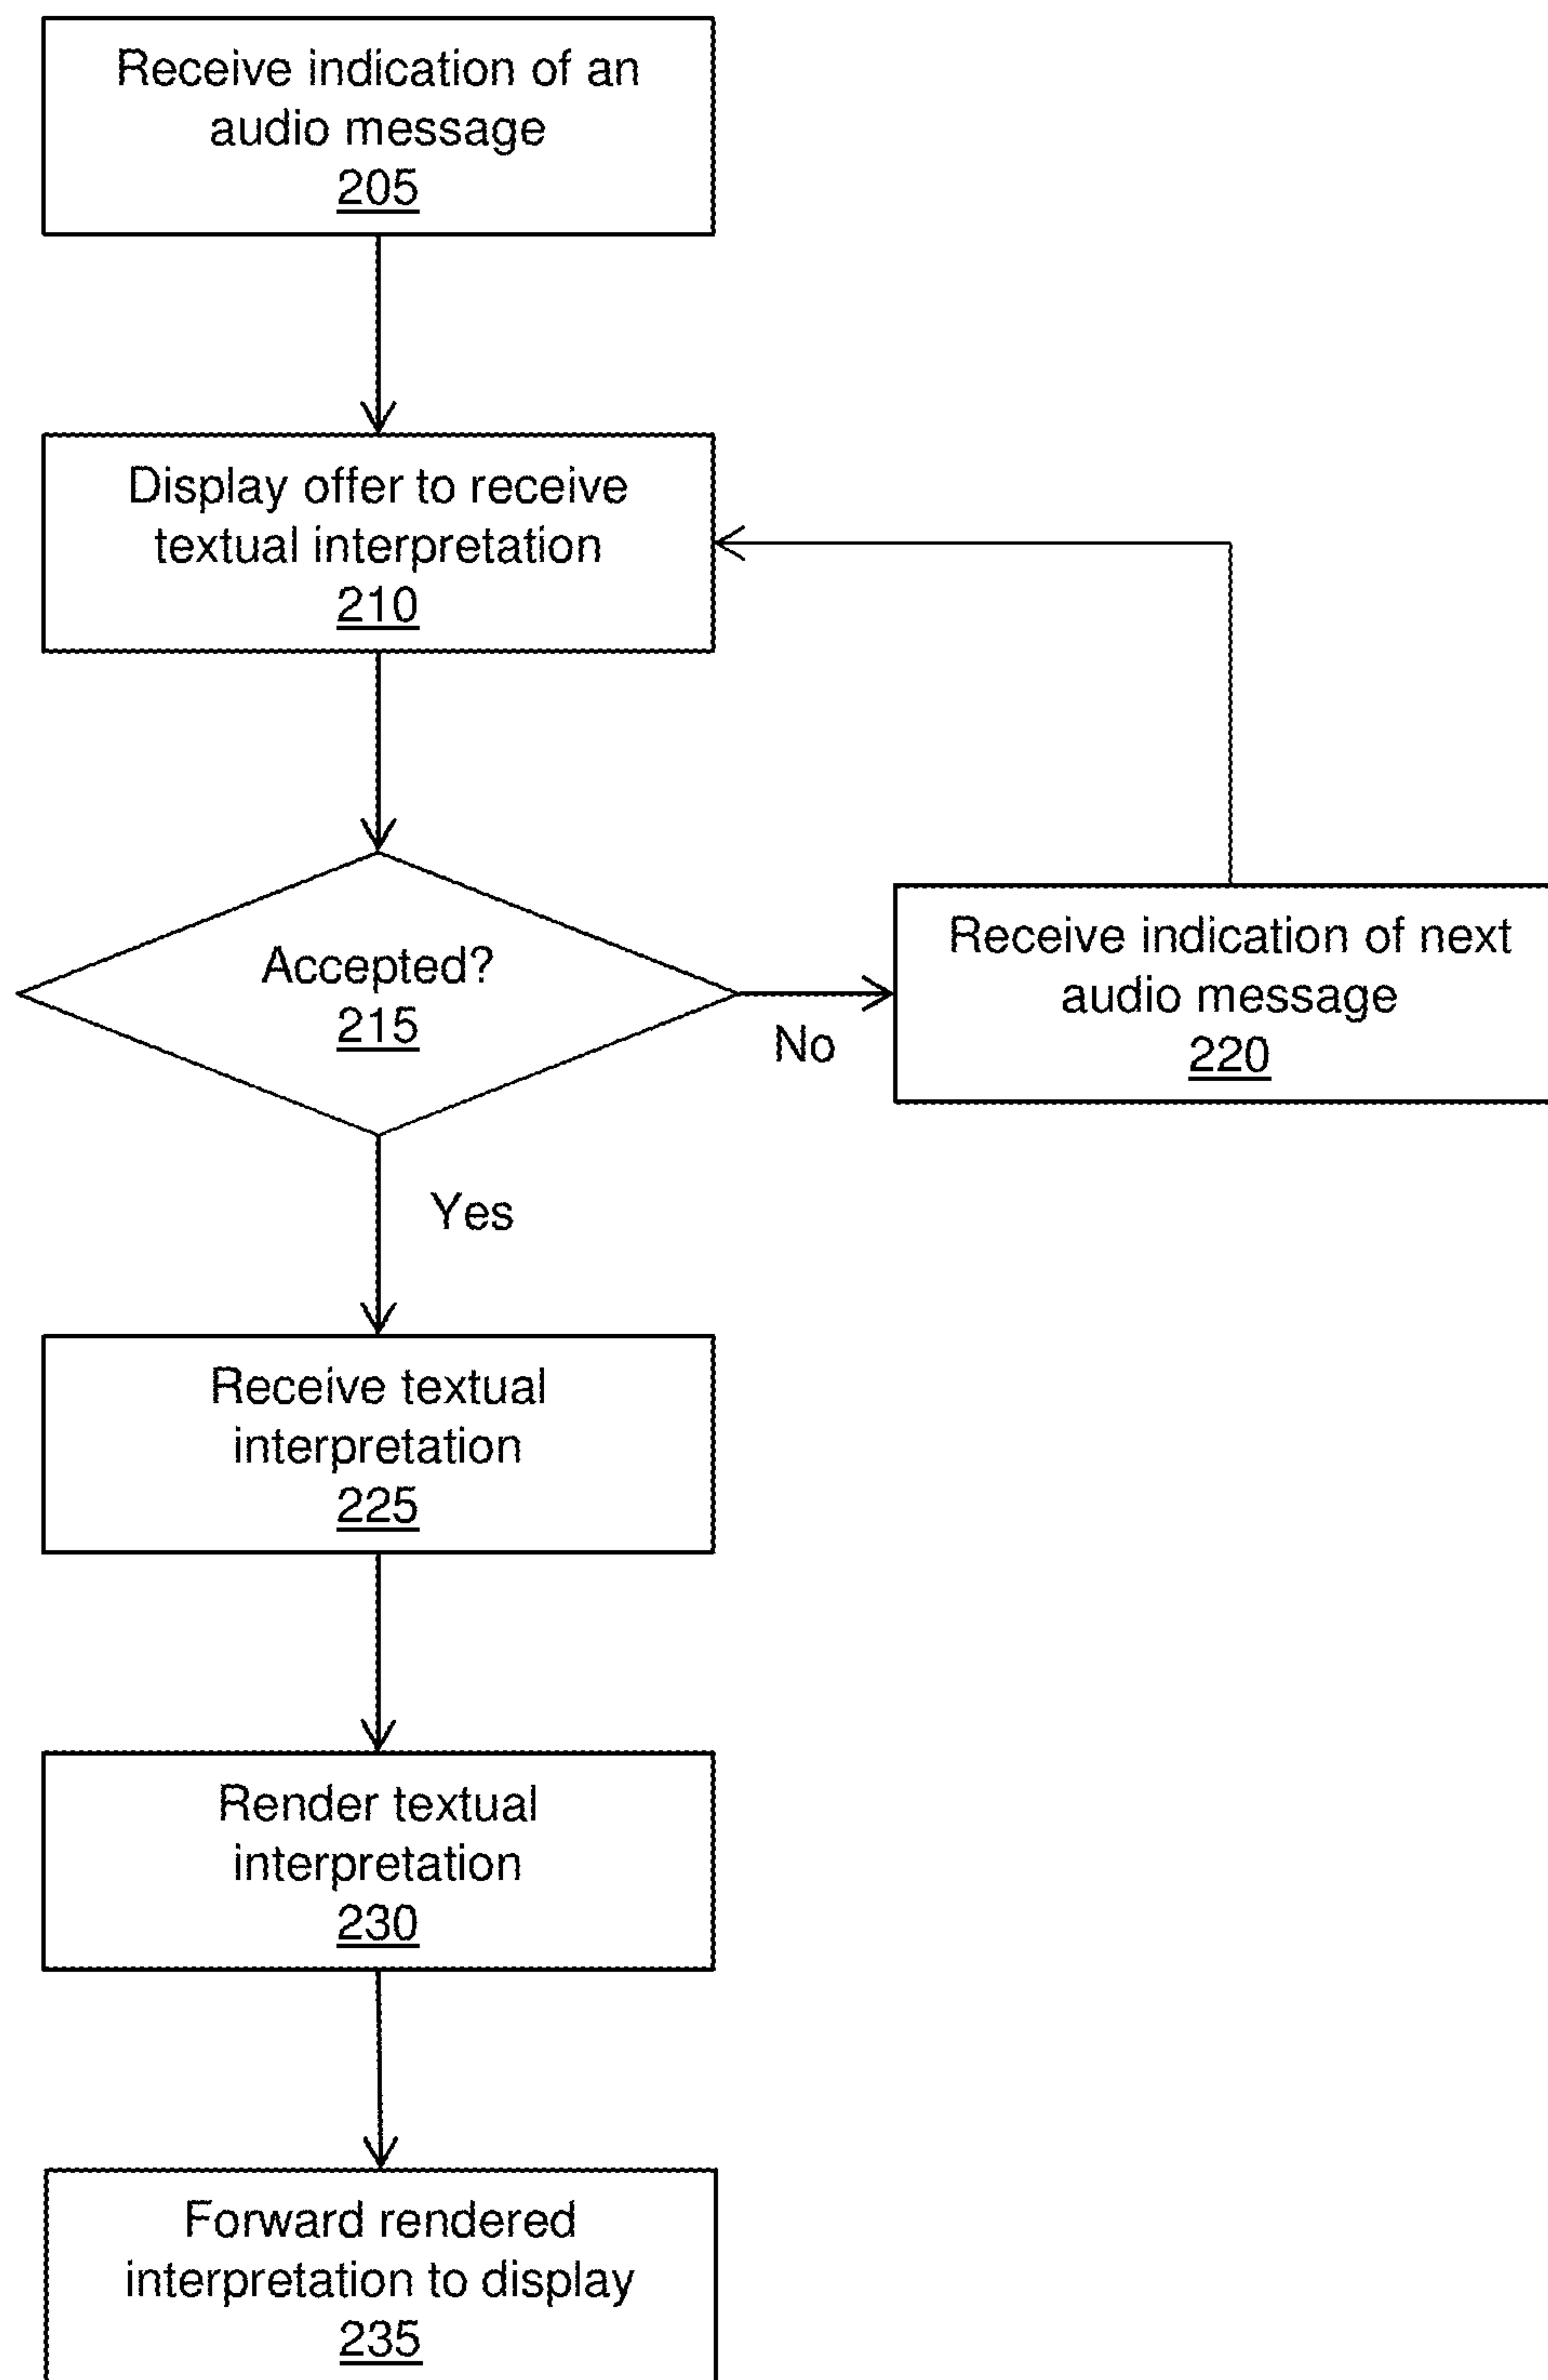 Receive indication of an
audio message
205
Display offer to receive
textual interpretation
210
Accepted?
215
No
Receive indication of next
audio message
220
Yes
Receive textual
interpretation
225
Render textual
interpretation
230
Forward rendered
interpretation to display
235